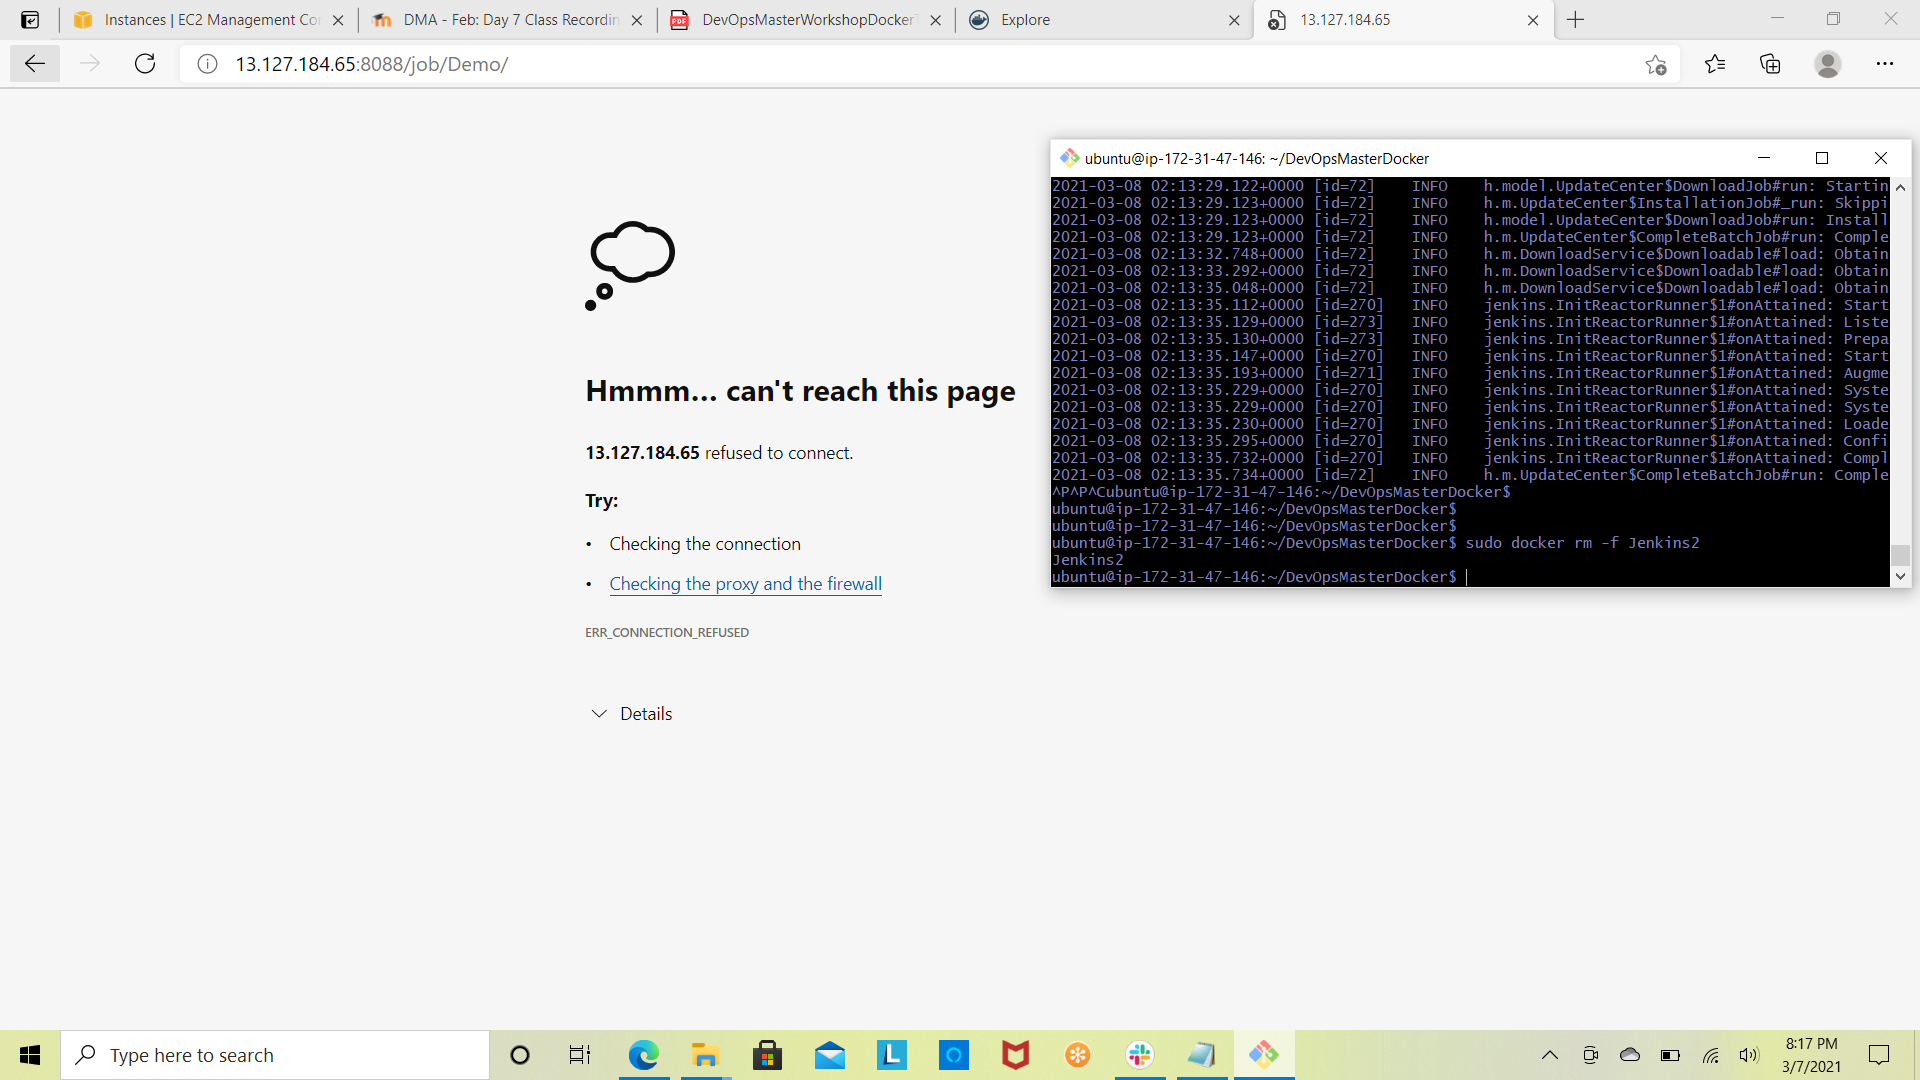 Instances | EC2 Management Co
DMA - Feb: Day 7 Class Recordin
DevOpsMasterWorkshopDocker
Explore
13.127.184.65
13.127.184.65:8088/job/Demo/
Hmmm... can't reach this page
13.127.184.65 refused to connect.
Try:
• Checking the connection
• Checking the proxy and the firewall
ERR_CONNECTION_REFUSED
Details
ubuntu@ip-172-31-47-146: ~/DevOpsMasterDocker
2021-03-08 02:13:29.122+0000 [id=72] INFO h.model.UpdateCenter$DownloadJob#run: Startin
2021-03-08 02:13:29.123+0000 [id=72] INFO h.m.UpdateCenter$InstallationJob#_run: Skippi
2021-03-08 02:13:29.123+0000 [id=72] INFO h.model.UpdateCenter$DownloadJob#run: Install
2021-03-08 02:13:29.123+0000 [id=72] INFO h.m.UpdateCenter$CompleteBatchJob#run: Comple
2021-03-08 02:13:32.748+0000 [id=72] INFO h.m.DownloadService$Downloadable#load: Obtain
2021-03-08 02:13:33.292+0000 [id=72] INFO h.m.DownloadService$Downloadable#load: Obtain
2021-03-08 02:13:35.048+0000 [id=72] INFO h.m.DownloadService$Downloadable#load: Obtain
2021-03-08 02:13:35.112+0000 [id=270] INFO jenkins.InitReactorRunner$1#onAttained: Start
2021-03-08 02:13:35.129+0000 [id=273] INFO jenkins.InitReactorRunner$1#onAttained: Liste
2021-03-08 02:13:35.130+0000 [id=273] INFO jenkins.InitReactorRunner$1#onAttained: Prepa
2021-03-08 02:13:35.147+0000 [id=270] INFO jenkins.InitReactorRunner$1#onAttained: Start
2021-03-08 02:13:35.193+0000 [id=271] INFO jenkins.InitReactorRunner$1#onAttained: Augme
2021-03-08 02:13:35.229+0000 [id=270] INFO jenkins.InitReactorRunner$1#onAttained: Syste
2021-03-08 02:13:35.229+0000 [id=270] INFO jenkins.InitReactorRunner$1#onAttained: Syste
2021-03-08 02:13:35.230+0000 [id=270] INFO jenkins.InitReactorRunner$1#onAttained: Loade
2021-03-08 02:13:35.295+0000 [id=270] INFO jenkins.InitReactorRunner$1#onAttained: Confi
2021-03-08 02:13:35.732+0000 [id=270] INFO jenkins.InitReactorRunner$1#onAttained: Compl
2021-03-08 02:13:35.734+0000 [id=72] INFO h.m.UpdateCenter$CompleteBatchJob#run: Comple
^P^P^Cubuntu@ip-172-31-47-146:~/DevOpsMasterDocker$
ubuntu@ip-172-31-47-146:~/DevOpsMasterDocker$
ubuntu@ip-172-31-47-146:~/DevOpsMasterDocker$
ubuntu@ip-172-31-47-146:~/DevOpsMasterDocker$ sudo docker rm -f Jenkins2
Jenkins2
ubuntu@ip-172-31-47-146:~/DevOpsMasterDocker$
Type here to search
8:17 PM
3/7/2021